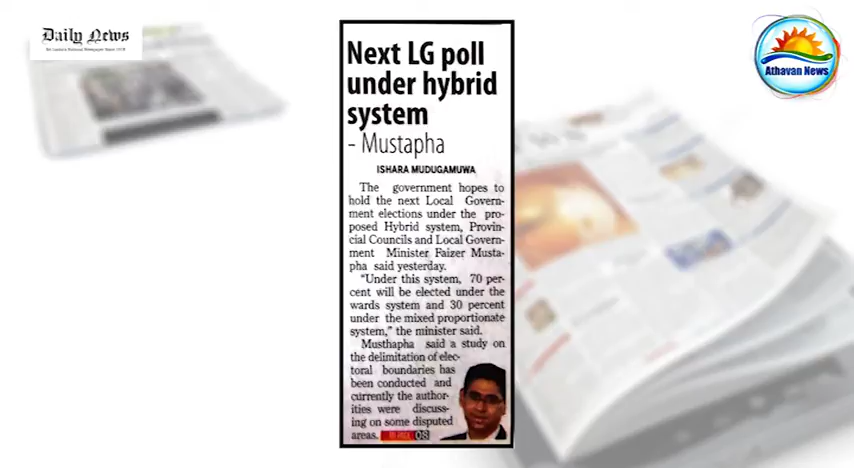 Daily News
Athavan News
Next LG poll
under hybrid
system
- Mustapha
ISHARA MUDUGAMUWA
The government hopes to
hold the next Local Govern-
ment elections under the pro-
posed Hybrid system, Provin-
cial Councils and Local Govern-
ment Minister Faizer Musta-
pha said yesterday.
"Under this system, 70 per-
cent will be elected under the
wards system and 30 percent
under the mixed proportionate
system," the minister said.
Musthapha said a study on
the delimitation of elec-
toral boundaries has
been conducted and
currently the author-
ities were discuss-
ing on some disputed
areas. 08